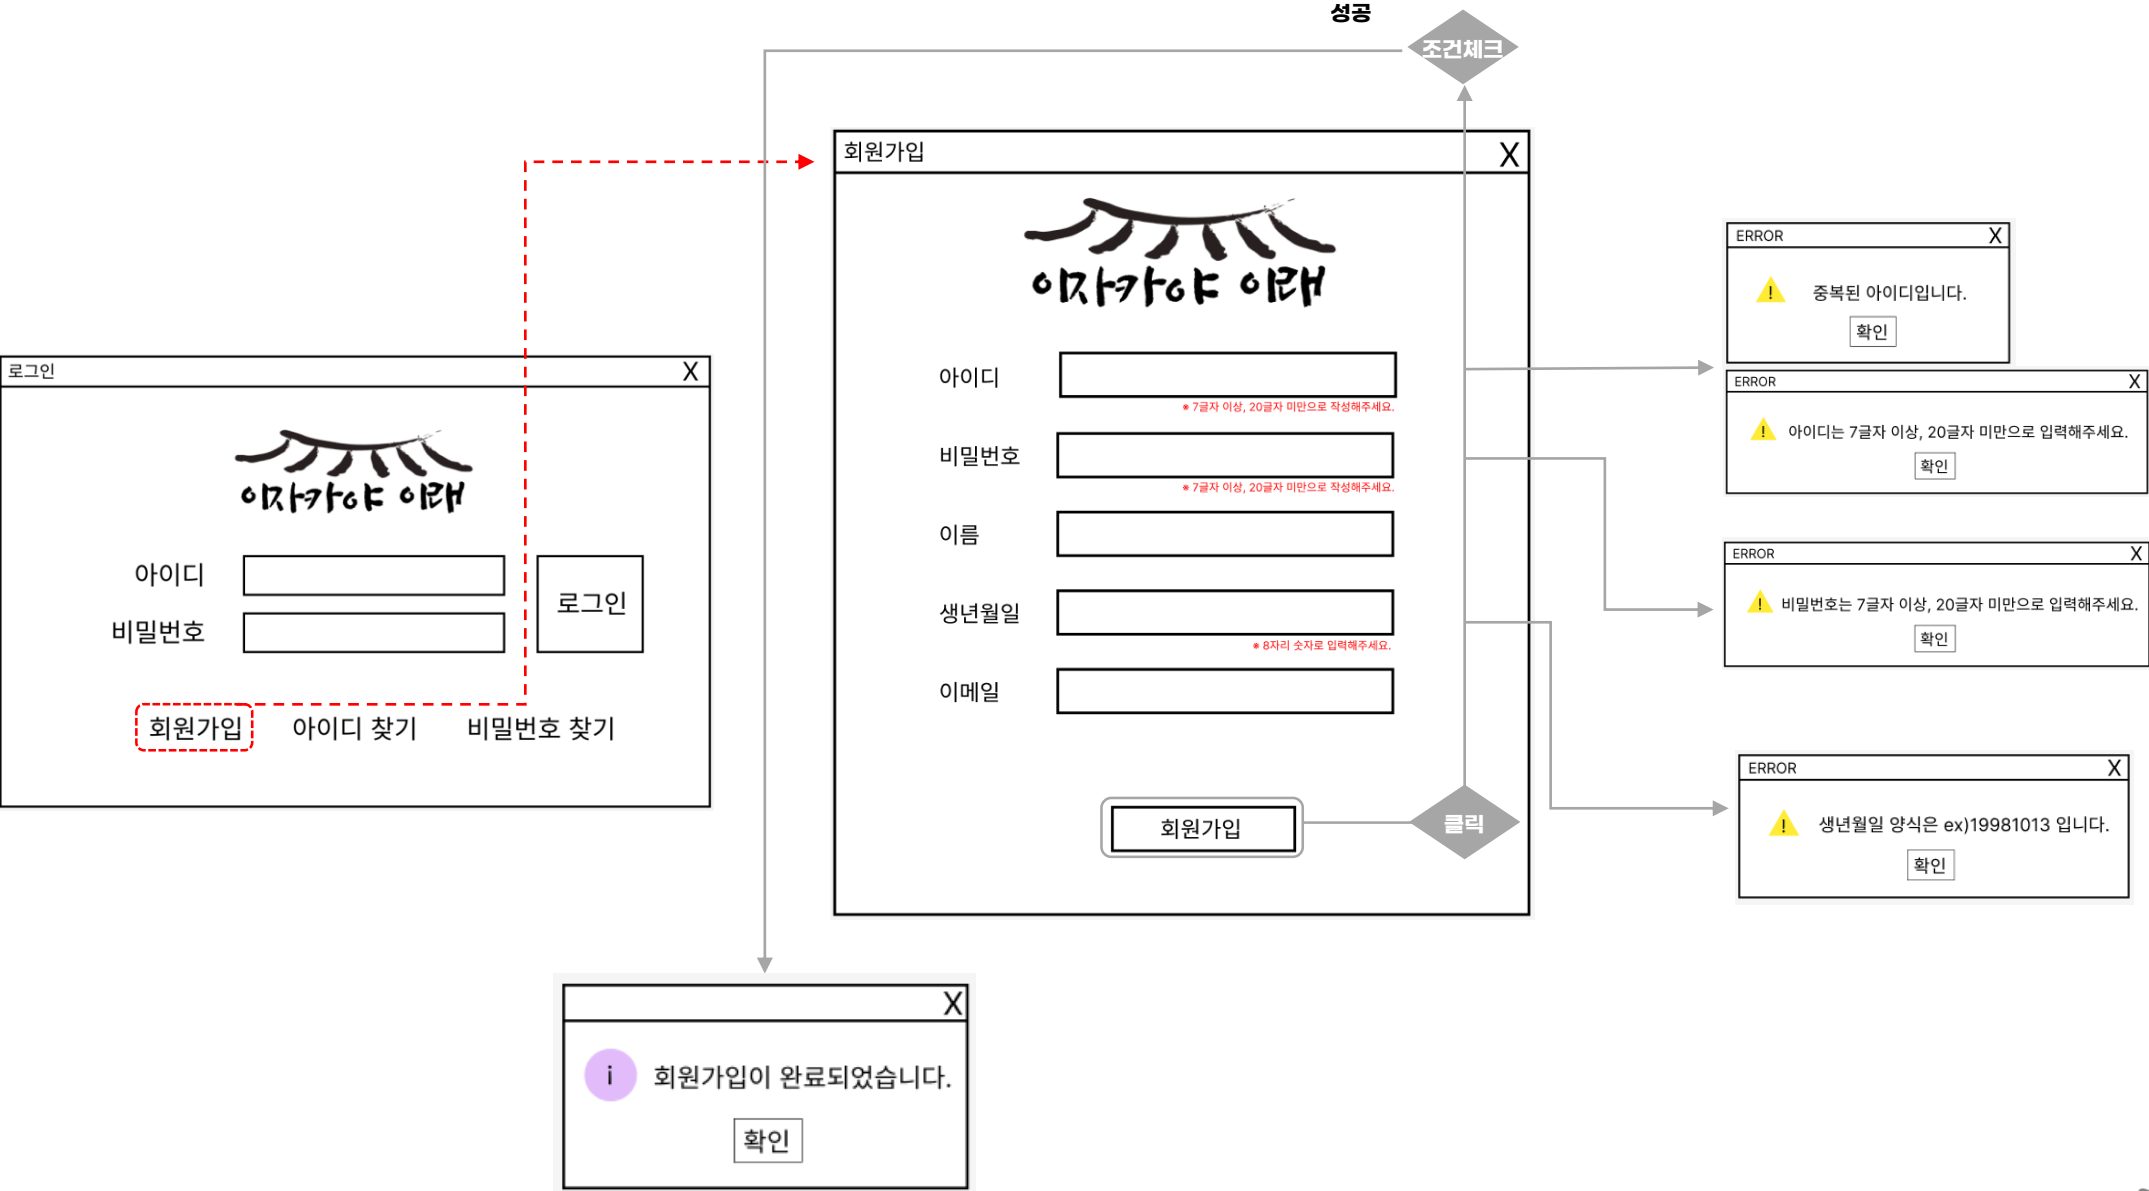 성공
조건체크
회원가입 X
이자카야 이래
아이디
※ 7글자 이상, 20글자 미만으로 작성해주세요.
비밀번호
※ 7글자 이상, 20글자 미만으로 작성해주세요.
이름
생년월일
※ 8자리 숫자로 입력해주세요.
이메일
회원가입
클릭
로그인 X
이자카야 이래
아이디
비밀번호
로그인
회원가입 아이디 찾기 비밀번호 찾기
ERROR X
! 중복된 아이디입니다.
확인
ERROR X
! 아이디는 7글자 이상, 20글자 미만으로 입력해주세요.
확인
ERROR X
! 비밀번호는 7글자 이상, 20글자 미만으로 입력해주세요.
확인
ERROR X
! 생년월일 양식은 ex)19981013 입니다.
확인
X
i 회원가입이 완료되었습니다.
확인